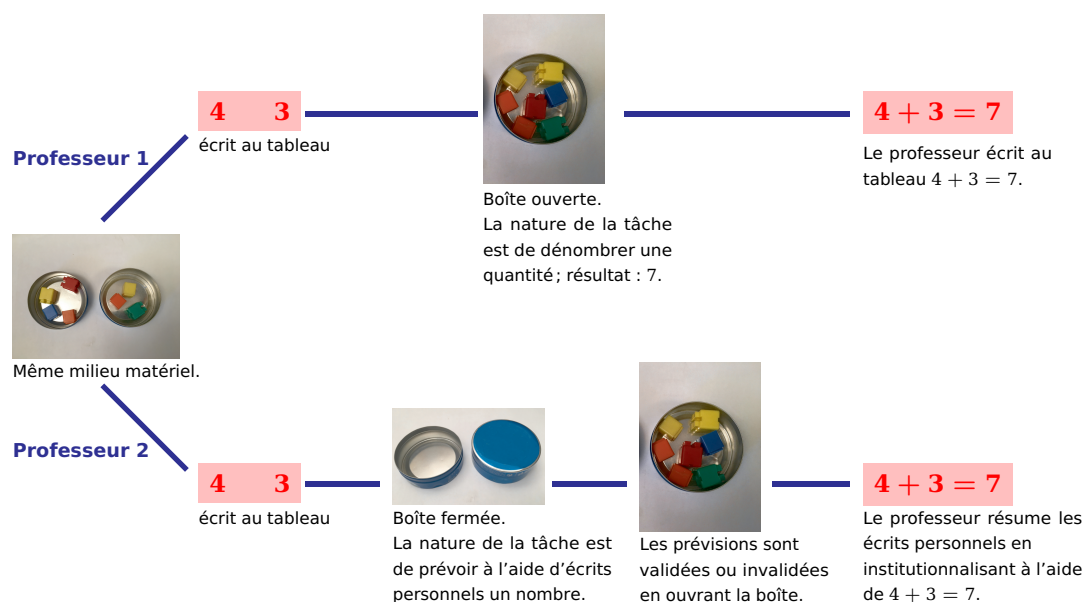 4 3
écrit au tableau
Professeur 1
Boîte ouverte.
La nature de la tâche
est de dénombrer une
quantité ; résultat : 7.
4 + 3 = 7
Le professeur écrit au
tableau 4 + 3 = 7.
Même milieu matériel.
Professeur 2
4 3
écrit au tableau
Boîte fermée.
La nature de la tâche est
de prévoir à l’aide d’écrits
personnels un nombre.
Les prévisions sont
validées ou invalidées
en ouvrant la boîte.
4 + 3 = 7
Le professeur résume les
écrits personnels en
institutionnalisant à l’aide
de 4 + 3 = 7.